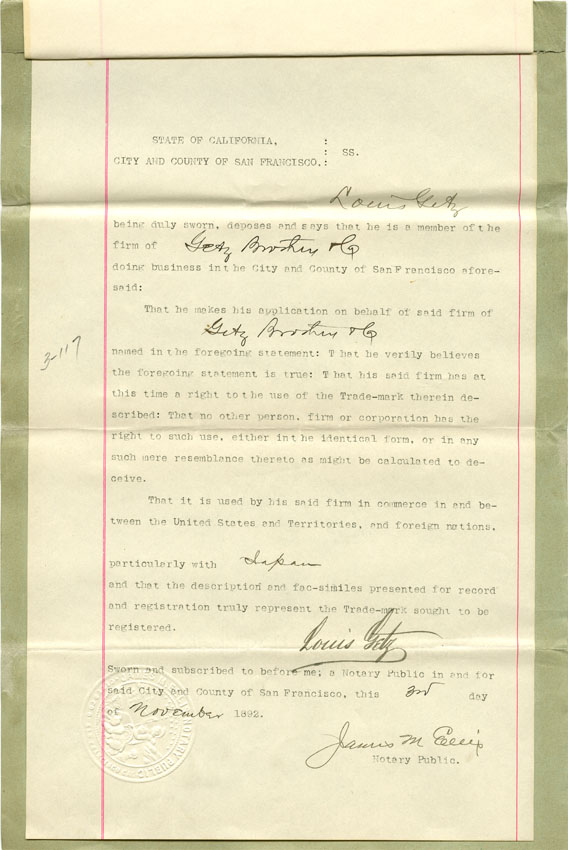 STATE OF CALIFORNIA, :
: SS.
CITY AND COUNTY OF SAN FRANCISCO, :
Louis Getz
being duly sworn, deposes and says that he is a member of the
firm of Getz Brothers & Co
doing business in the City and County of San Francisco afore-
said:
That he makes his application on behalf of said firm of
Getz Brothers & Co
3-117
named in the foregoing statement: That he verily believes
the foregoing statement is true: That his said firm has at
this time a right to the use of the Trade-mark therein de-
scribed: That no other person, firm or corporation has the
right to such use, either in the identical form, or in any
such mere resemblance thereto as might be calculated to de-
ceive.
That it is used by his said firm in commerce in and be-
tween the United States and Territories, and foreign nations,
particularly with Japan
and that the description and fac-similes presented for record
and registration truly represent the Trade-mark sought to be
registered.
Louis Getz
Sworn and subscribed to before me; a Notary Public in and for
said City and County of San Francisco, this 3rd day
of November 1892.
James M Ellis
Notary Public.
NOTARY PUBLIC